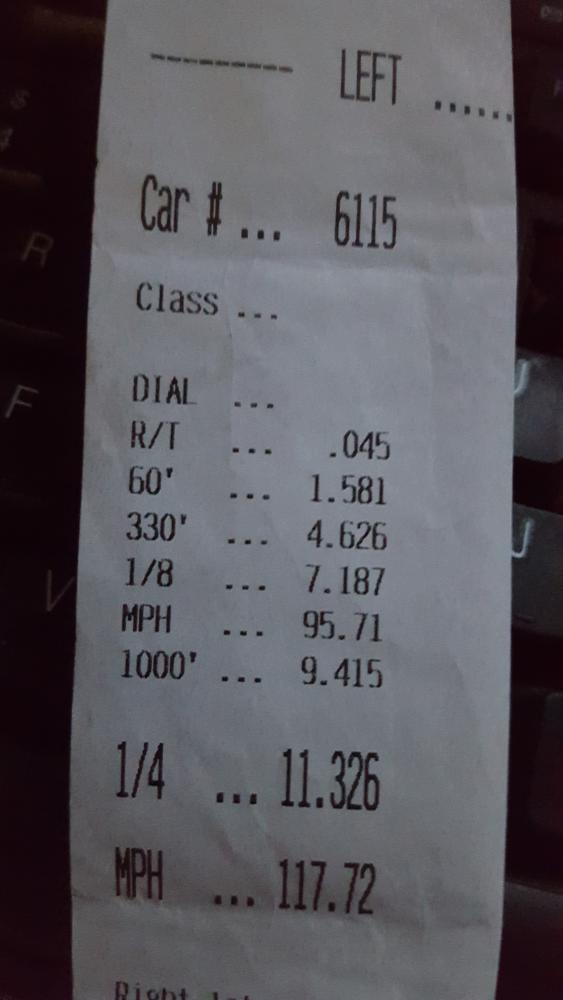 --------- LEFT ......
Car # ... 6115
Class ...
DIAL ...
R/T ... .045
60' ... 1.581
330' ... 4.626
1/8 ... 7.187
MPH ... 95.71
1000' ... 9.415
1/4 ... 11.326
MPH ... 117.72
Right
R
F
V
J
J